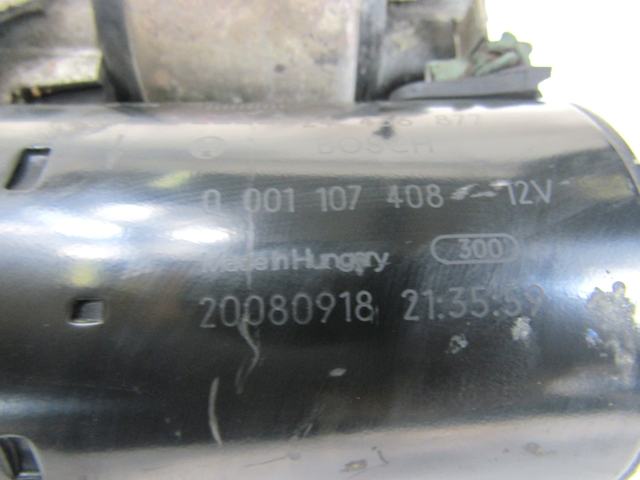 BOSCH
0 001 107 408 – 12V
Made in Hungary 300
20080918 21:35:59